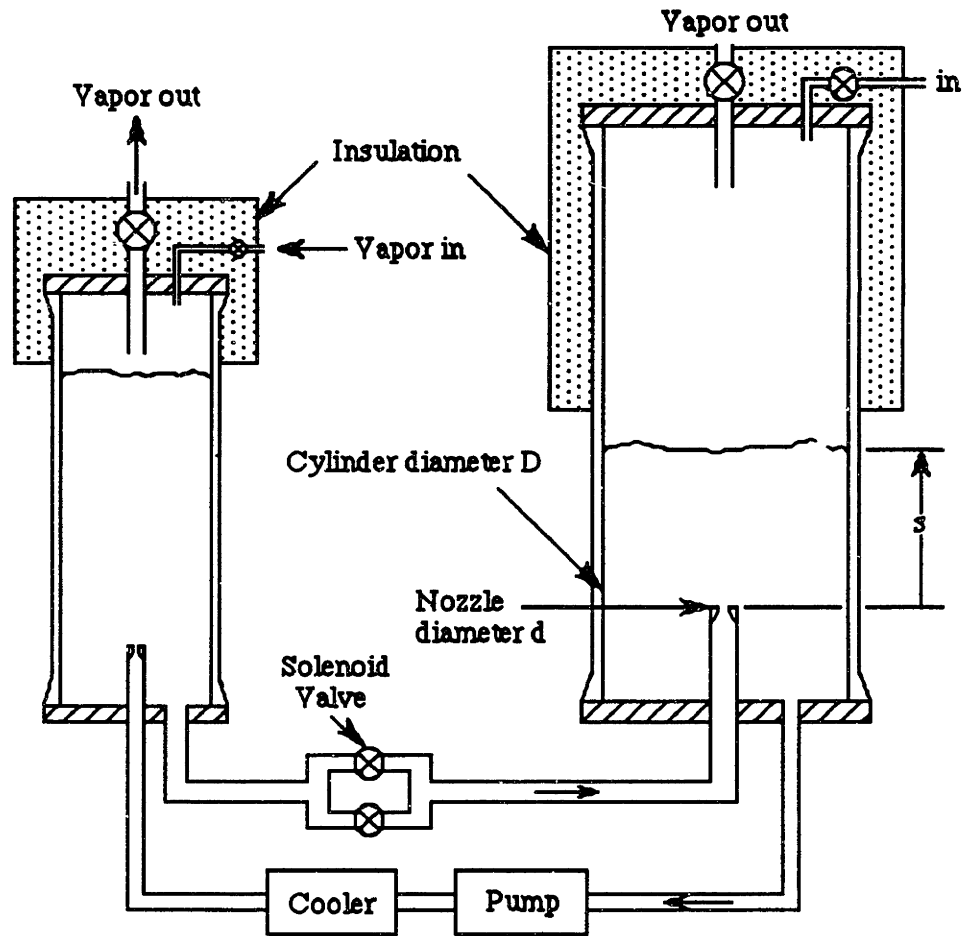 Vapor out
in
Vapor out
Insulation
Vapor in
Cylinder diameter D
s
Nozzle
diameter d
Solenoid
Valve
Cooler
Pump